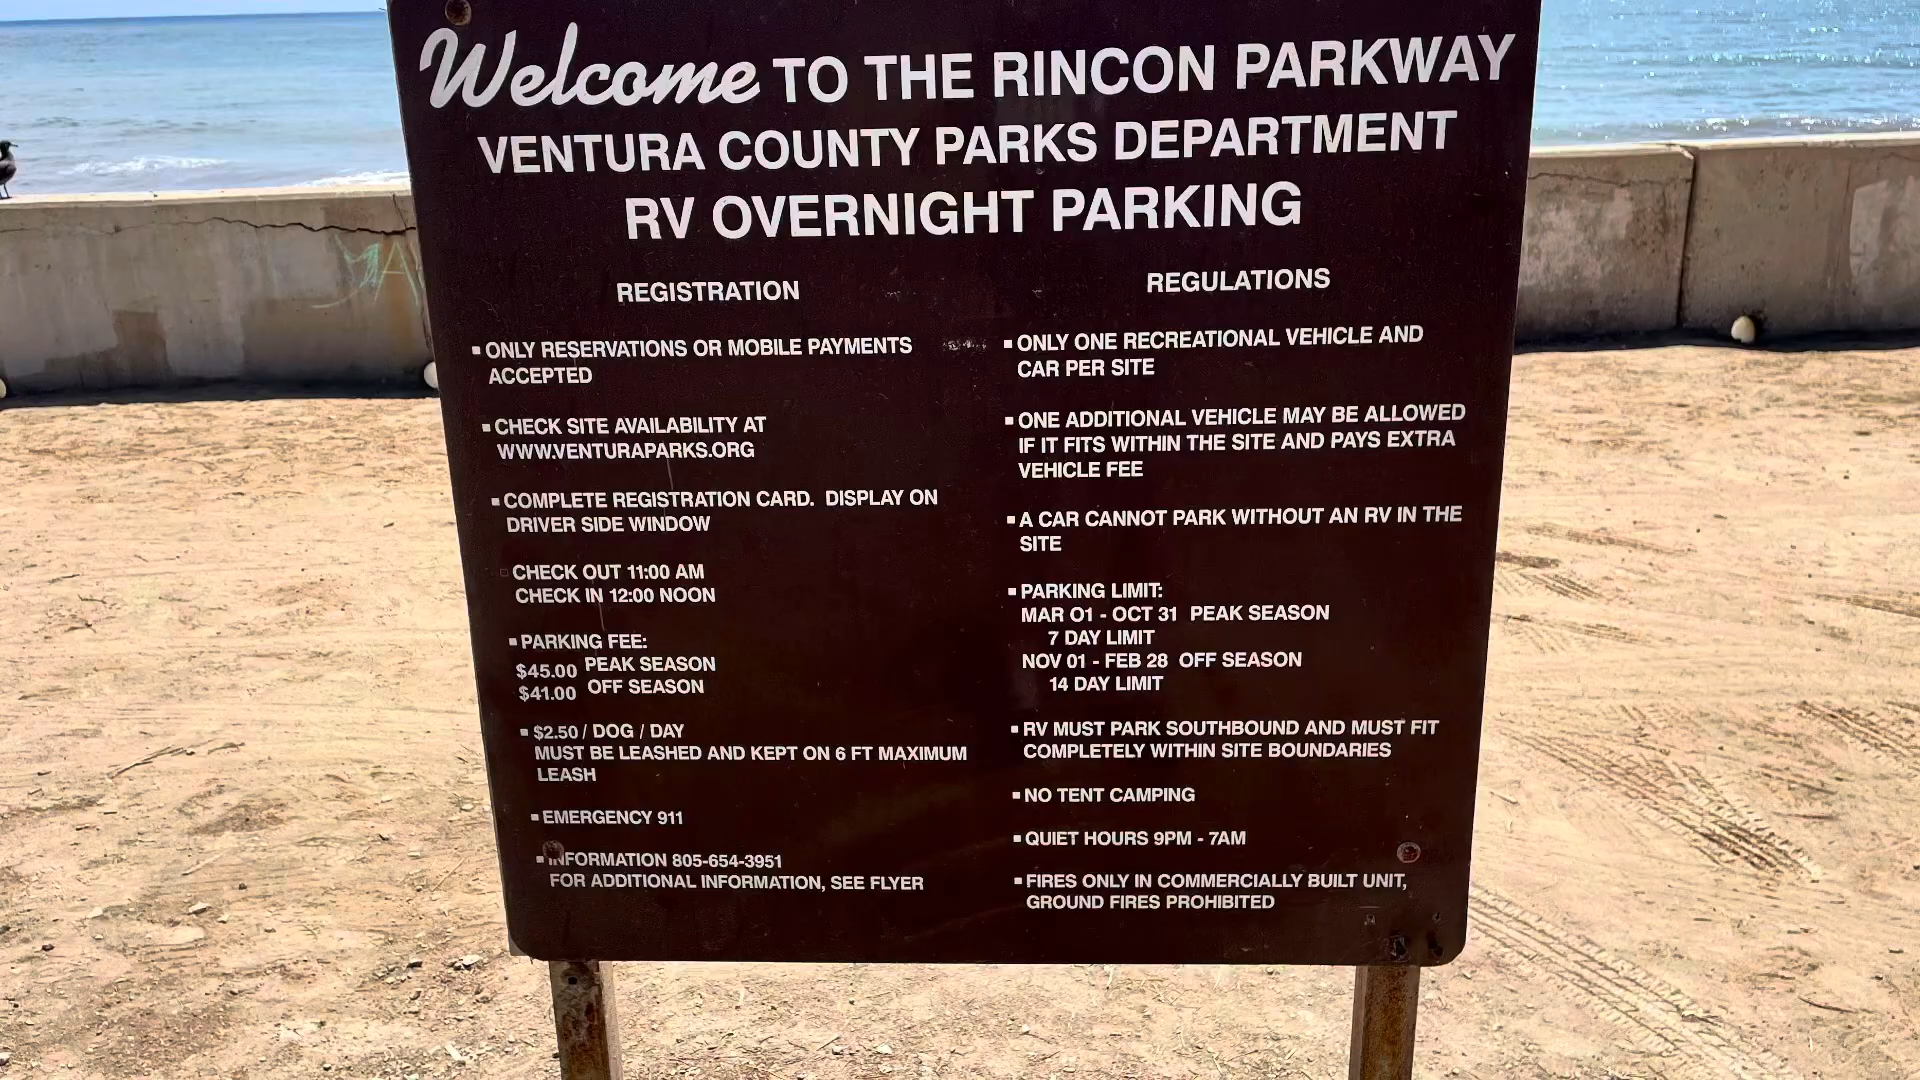 Welcome TO THE RINCON PARKWAY
VENTURA COUNTY PARKS DEPARTMENT
RV OVERNIGHT PARKING
REGISTRATION
▪ ONLY RESERVATIONS OR MOBILE PAYMENTS
ACCEPTED
▪ CHECK SITE AVAILABILITY AT
WWW.VENTURAPARKS.ORG
▪ COMPLETE REGISTRATION CARD. DISPLAY ON
DRIVER SIDE WINDOW
▪ CHECK OUT 11:00 AM
CHECK IN 12:00 NOON
▪ PARKING FEE:
$45.00 PEAK SEASON
$41.00 OFF SEASON
▪ $2.50 / DOG / DAY
MUST BE LEASHED AND KEPT ON 6 FT MAXIMUM
LEASH
▪ EMERGENCY 911
▪ INFORMATION 805-654-3951
FOR ADDITIONAL INFORMATION, SEE FLYER
REGULATIONS
▪ ONLY ONE RECREATIONAL VEHICLE AND
CAR PER SITE
▪ ONE ADDITIONAL VEHICLE MAY BE ALLOWED
IF IT FITS WITHIN THE SITE AND PAYS EXTRA
VEHICLE FEE
▪ A CAR CANNOT PARK WITHOUT AN RV IN THE
SITE
▪ PARKING LIMIT:
MAR O1 - OCT 31 PEAK SEASON
7 DAY LIMIT
NOV 01 - FEB 28 OFF SEASON
14 DAY LIMIT
▪ RV MUST PARK SOUTHBOUND AND MUST FIT
COMPLETELY WITHIN SITE BOUNDARIES
▪ NO TENT CAMPING
▪ QUIET HOURS 9PM - 7AM
▪ FIRES ONLY IN COMMERCIALLY BUILT UNIT,
GROUND FIRES PROHIBITED